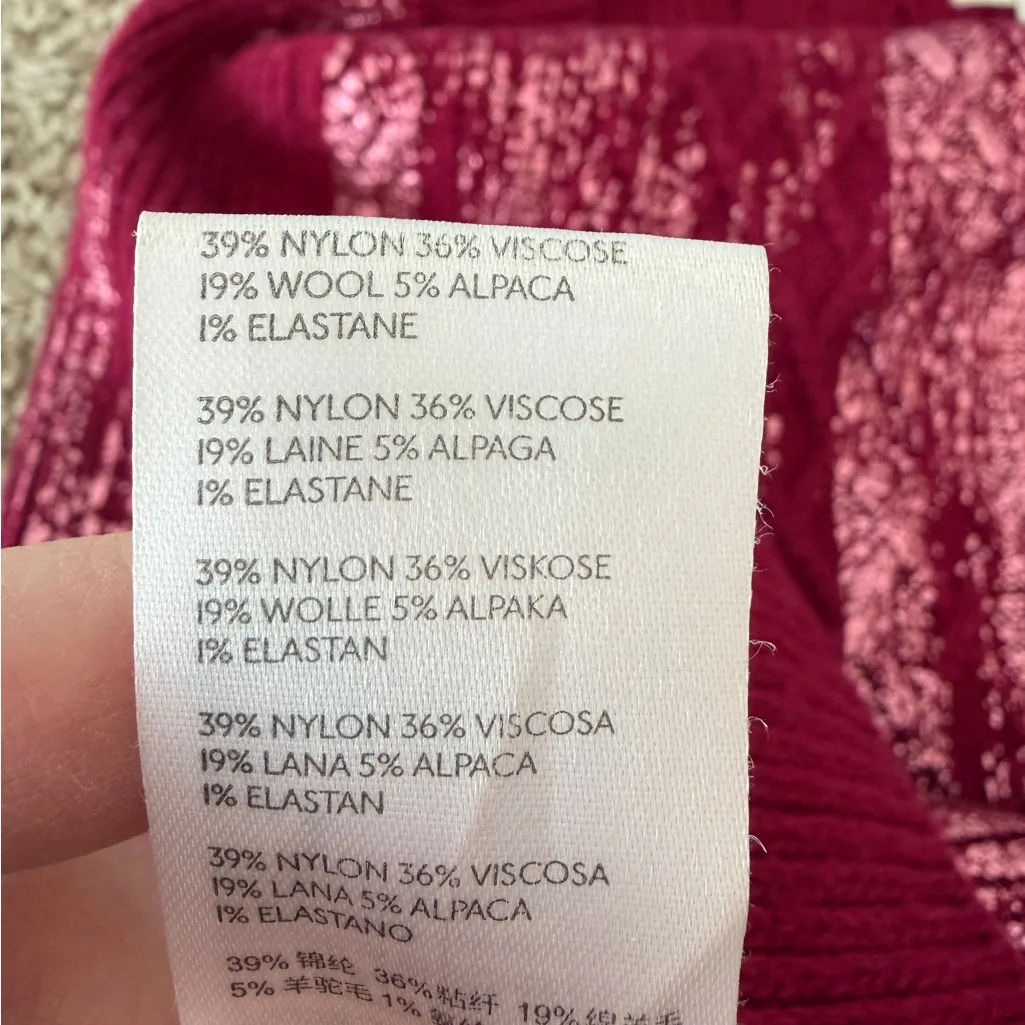 39% NYLON 36% VISCOSE
19% WOOL 5% ALPACA
1% ELASTANE
39% NYLON 36% VISCOSE
19% LAINE 5% ALPAGA
1% ELASTANE
39% NYLON 36% VISKOSE
19% WOLLE 5% ALPAKA
1% ELASTAN
39% NYLON 36% VISCOSA
19% LANA 5% ALPACA
1% ELASTAN
39% NYLON 36% VISCOSA
19% LANA 5% ALPACA
1% ELASTANO
39% 锦纶 36% 粘纤 19%
5% 羊驼毛 1%